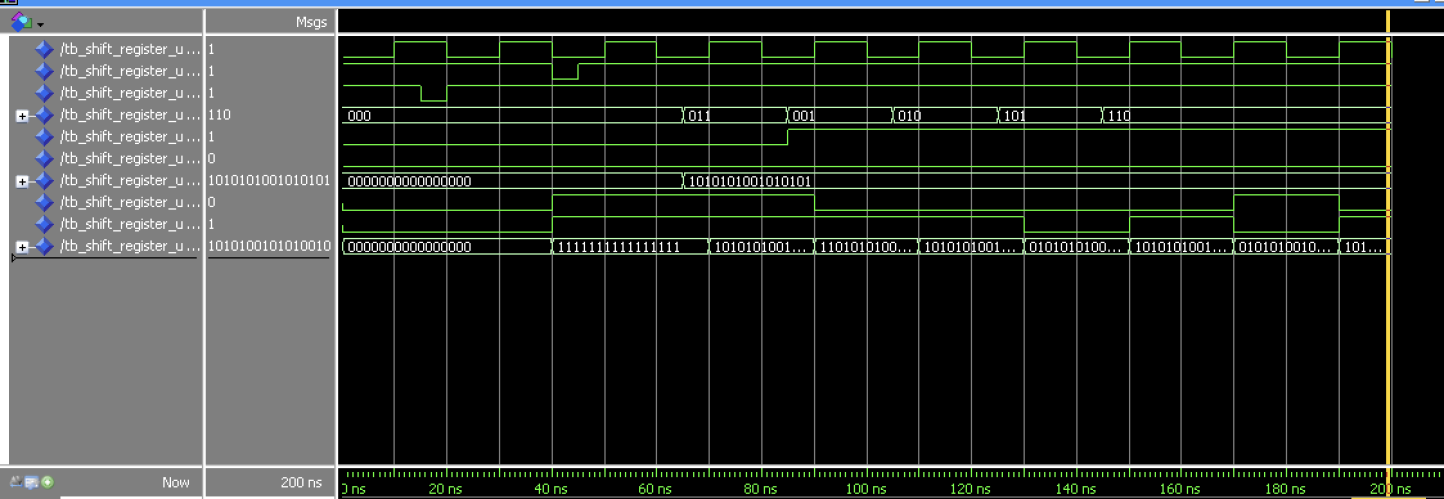 Msgs
/tb_shift_register_u ... 1
/tb_shift_register_u ... 1
/tb_shift_register_u ... 1
/tb_shift_register_u ... 110 000 011 001 010 101 110
/tb_shift_register_u ... 1
/tb_shift_register_u ... 0
/tb_shift_register_u ... 1010101001010101 0000000000000000 1010101001010101
/tb_shift_register_u ... 0
/tb_shift_register_u ... 1
/tb_shift_register_u ... 1010100101010010 0000000000000000 1111111111111111 1010101001... 1101010100... 1010101001... 0101010100... 1010101001... 0101010010... 101...
Now 200 ns 0 ns 20 ns 40 ns 60 ns 80 ns 100 ns 120 ns 140 ns 160 ns 180 ns 200 ns